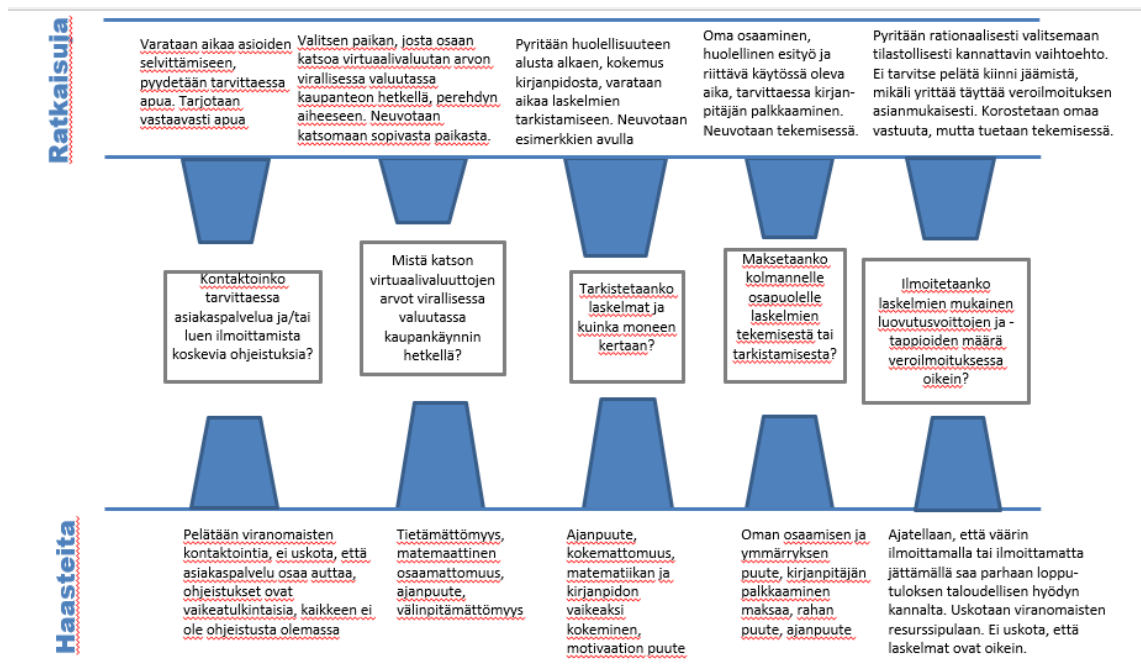 Ratkaisuja
Varataan aikaa asioiden
selvittämiseen,
pyydetään tarvittaessa
apua. Tarjotaan
vastaavasti apua
Valitsen paikan, josta osaan
katsoa virtuaalivaluutan arvon
virallisessa valuutassa
kaupanteon hetkellä, perehdyn
aiheeseen. Neuvotaan
katsomaan sopivasta paikasta.
Pyritään huolellisuuteen
alusta alkaen, kokemus
kirjanpidosta, varataan
aikaa laskelmien
tarkistamiseen. Neuvotaan
esimerkkien avulla
Oma osaaminen,
huolellinen esityö ja
riittävä käytössä oleva
aika, tarvittaessa kirjan-
pitäjän palkkaaminen.
Neuvotaan tekemisessä.
Pyritään rationaalisesti valitsemaan
tilastollisesti kannattavin vaihtoehto.
Ei tarvitse pelätä kiinni jäämistä,
mikäli yrittää täyttää veroilmoituksen
asianmukaisesti. Korostetaan omaa
vastuuta, mutta tuetaan tekemisessä.
Kontaktoinko
tarvittaessa
asiakaspalvelua ja/tai
luen ilmoittamista
koskevia ohjeistuksia?
Mistä katson
virtuaalivaluuttojen
arvot virallisessa
valuutassa
kaupankäynnin
hetkellä?
Tarkistetaanko
laskelmat ja
kuinka moneen
kertaan?
Maksetaanko
kolmannelle
osapuolelle
laskelmien
tekemisestä tai
tarkistamisesta?
Ilmoitetaanko
laskelmien mukainen
luovutusvoittojen ja -
tappioiden määrä
veroilmoituksessa
oikein?
Haasteita
Pelätään viranomaisten
kontaktointia, ei uskota, että
asiakaspalvelu osaa auttaa,
ohjeistukset ovat
vaikeatulkintaisia, kaikkeen ei
ole ohjeistusta olemassa
Tietämättömyys,
matemaattinen
osaamattomuus,
ajanpuute,
välinpitämättömyys
Ajanpuute,
kokemattomuus,
matematiikan ja
kirjanpidon
vaikeaksi
kokeminen,
motivaation puute
Oman osaamisen ja
ymmärryksen
puute, kirjanpitäjän
palkkaaminen
maksaa, rahan
puute, ajanpuute
Ajatellaan, että väärin
ilmoittamalla tai ilmoittamatta
jättämällä saa parhaan loppu-
tuloksen taloudellisen hyödyn
kannalta. Uskotaan viranomaisten
resurssipulaan. Ei uskota, että
laskelmat ovat oikein.